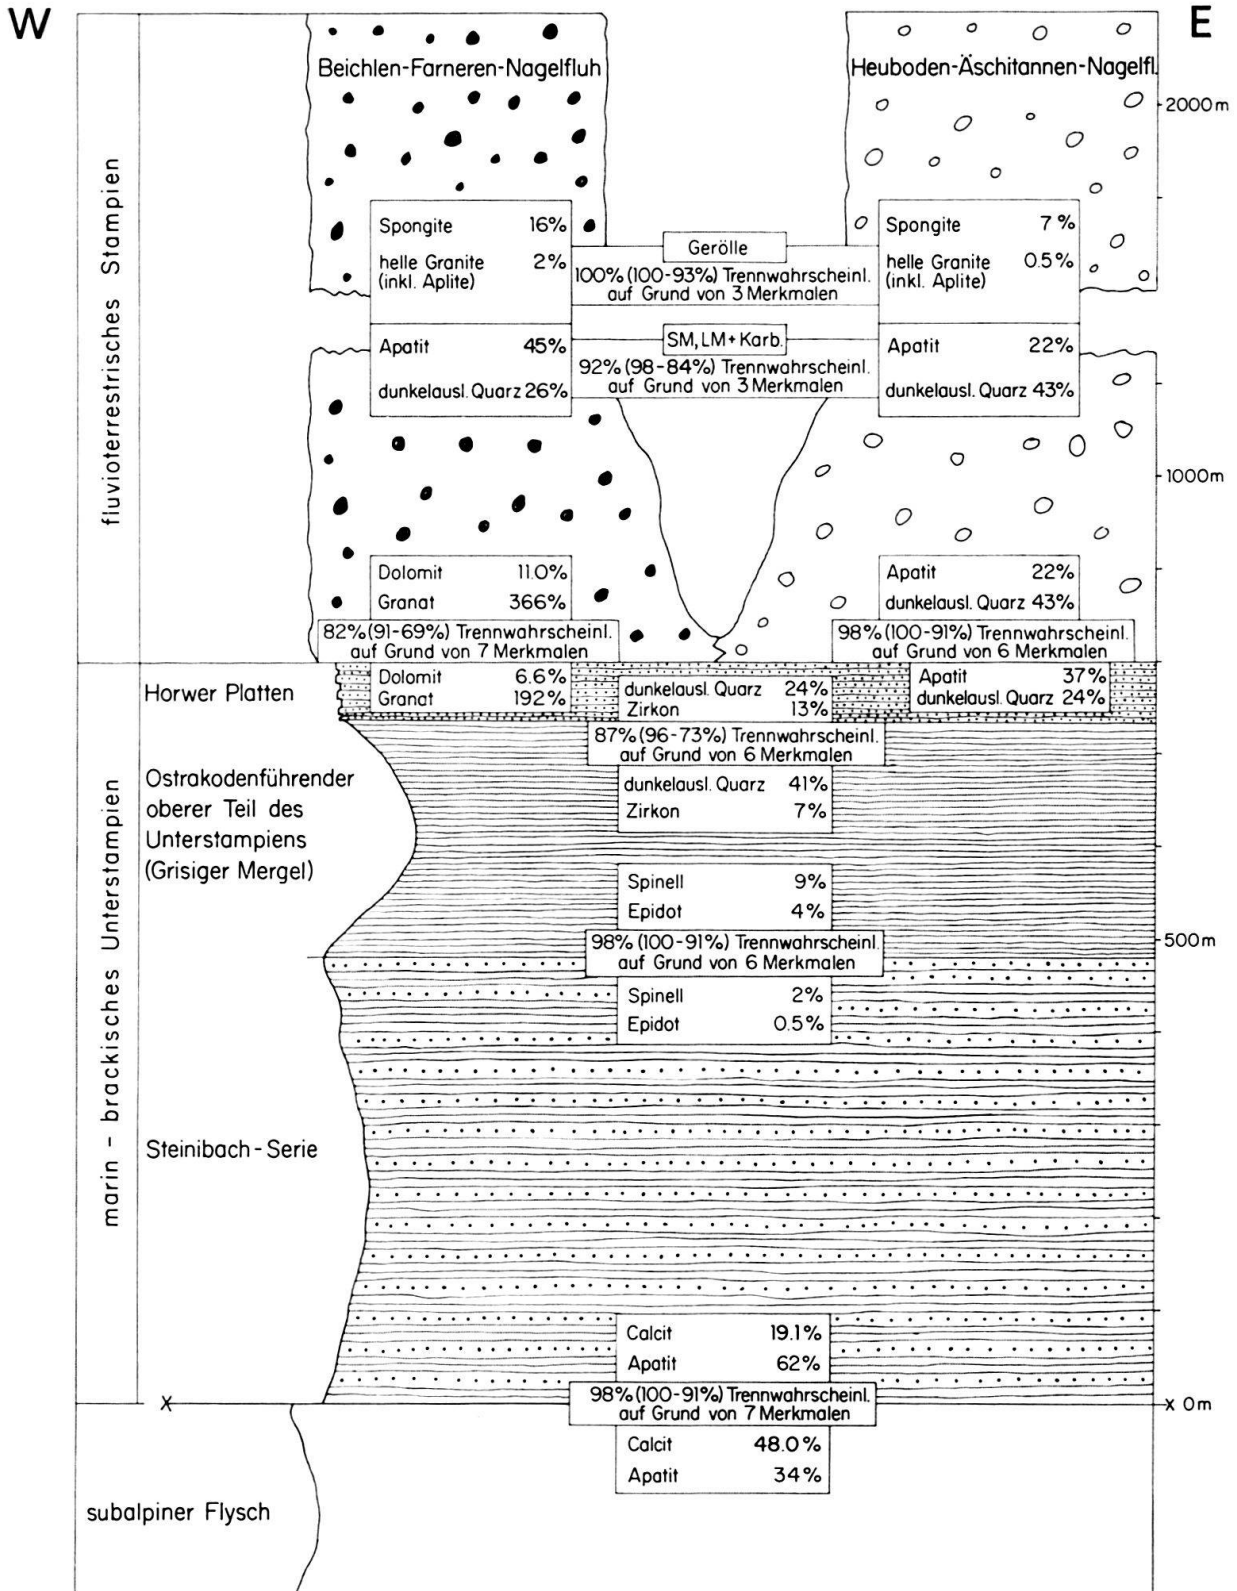 W
E
Beichlen-Farneren-Nagelfluh
Heuboden-Äschitannen-Nagelfl.
2000m
fluvioterrestrisches Stampien
Spongite 16%
helle Granite 2%
(inkl. Aplite)
Gerölle
100% (100-93%) Trennwahrscheinl.
auf Grund von 3 Merkmalen
Spongite 7%
helle Granite 0.5%
(inkl. Aplite)
Apatit 45%
dunkelausl. Quarz 26%
SM, LM + Karb.
92% (98-84%) Trennwahrscheinl.
auf Grund von 3 Merkmalen
Apatit 22%
dunkelausl. Quarz 43%
1000m
Dolomit 11.0%
Granat 366%
82% (91-69%) Trennwahrscheinl.
auf Grund von 7 Merkmalen
Dolomit 6.6%
Granat 192%
Apatit 22%
dunkelausl. Quarz 43%
98% (100-91%) Trennwahrscheinl.
auf Grund von 6 Merkmalen
Apatit 37%
dunkelausl. Quarz 24%
Horwer Platten
dunkelausl. Quarz 24%
Zirkon 13%
87% (96-73%) Trennwahrscheinl.
auf Grund von 6 Merkmalen
dunkelausl. Quarz 41%
Zirkon 7%
marin - brackisches Unterstampien
Ostrakodenführender
oberer Teil des
Unterstampiens
(Grisiger Mergel)
Spinell 9%
Epidot 4%
98% (100-91%) Trennwahrscheinl.
auf Grund von 6 Merkmalen
Spinell 2%
Epidot 0.5%
500m
Steinibach-Serie
Calcit 19.1%
Apatit 62%
98% (100-91%) Trennwahrscheinl.
auf Grund von 7 Merkmalen
Calcit 48.0%
Apatit 34%
X
x 0m
subalpiner Flysch